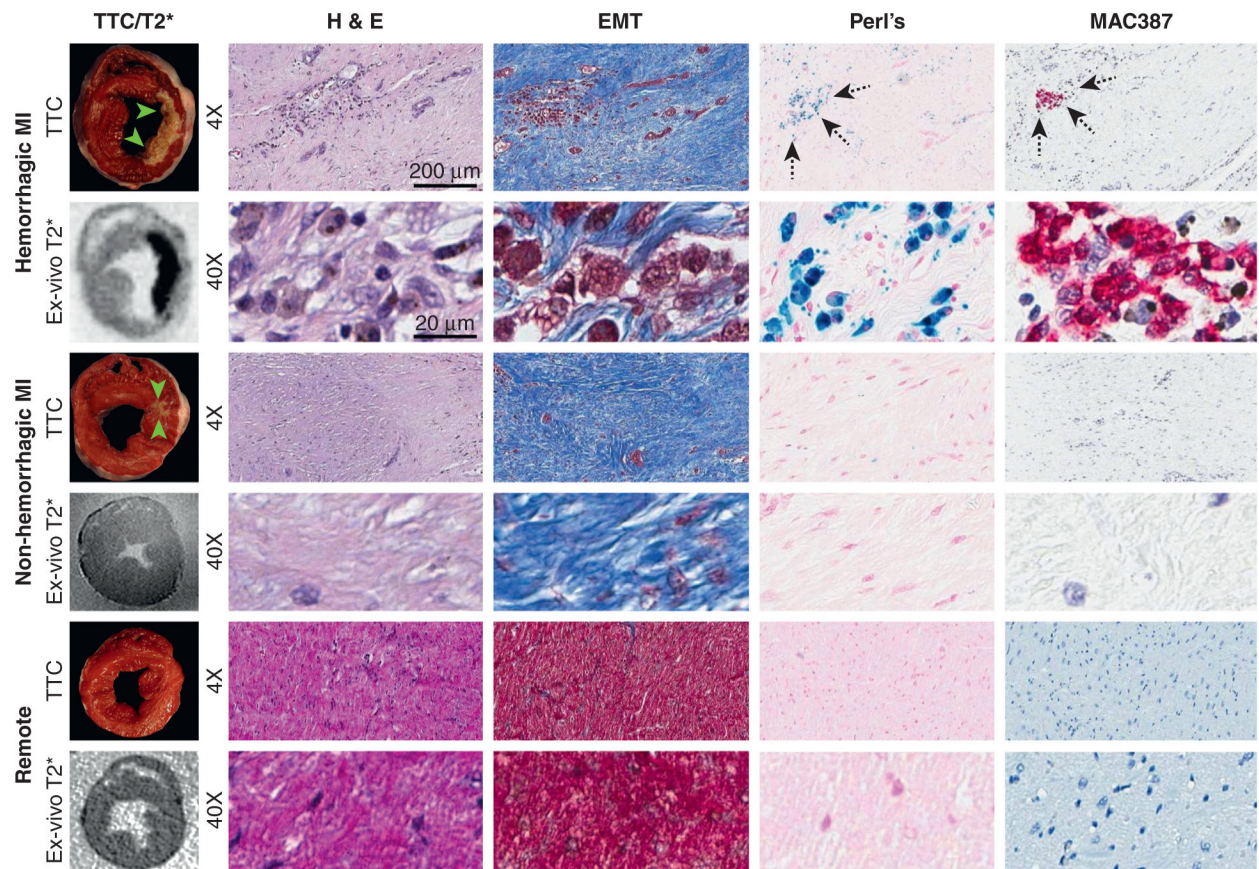 TTC/T2*
H & E
EMT
Perl's
MAC387
Hemorrhagic MI
TTC
4X
200 μm
Ex-vivo T2*
40X
20 μm
Non-hemorrhagic MI
TTC
4X
Ex-vivo T2*
40X
Remote
TTC
4X
Ex-vivo T2*
40X